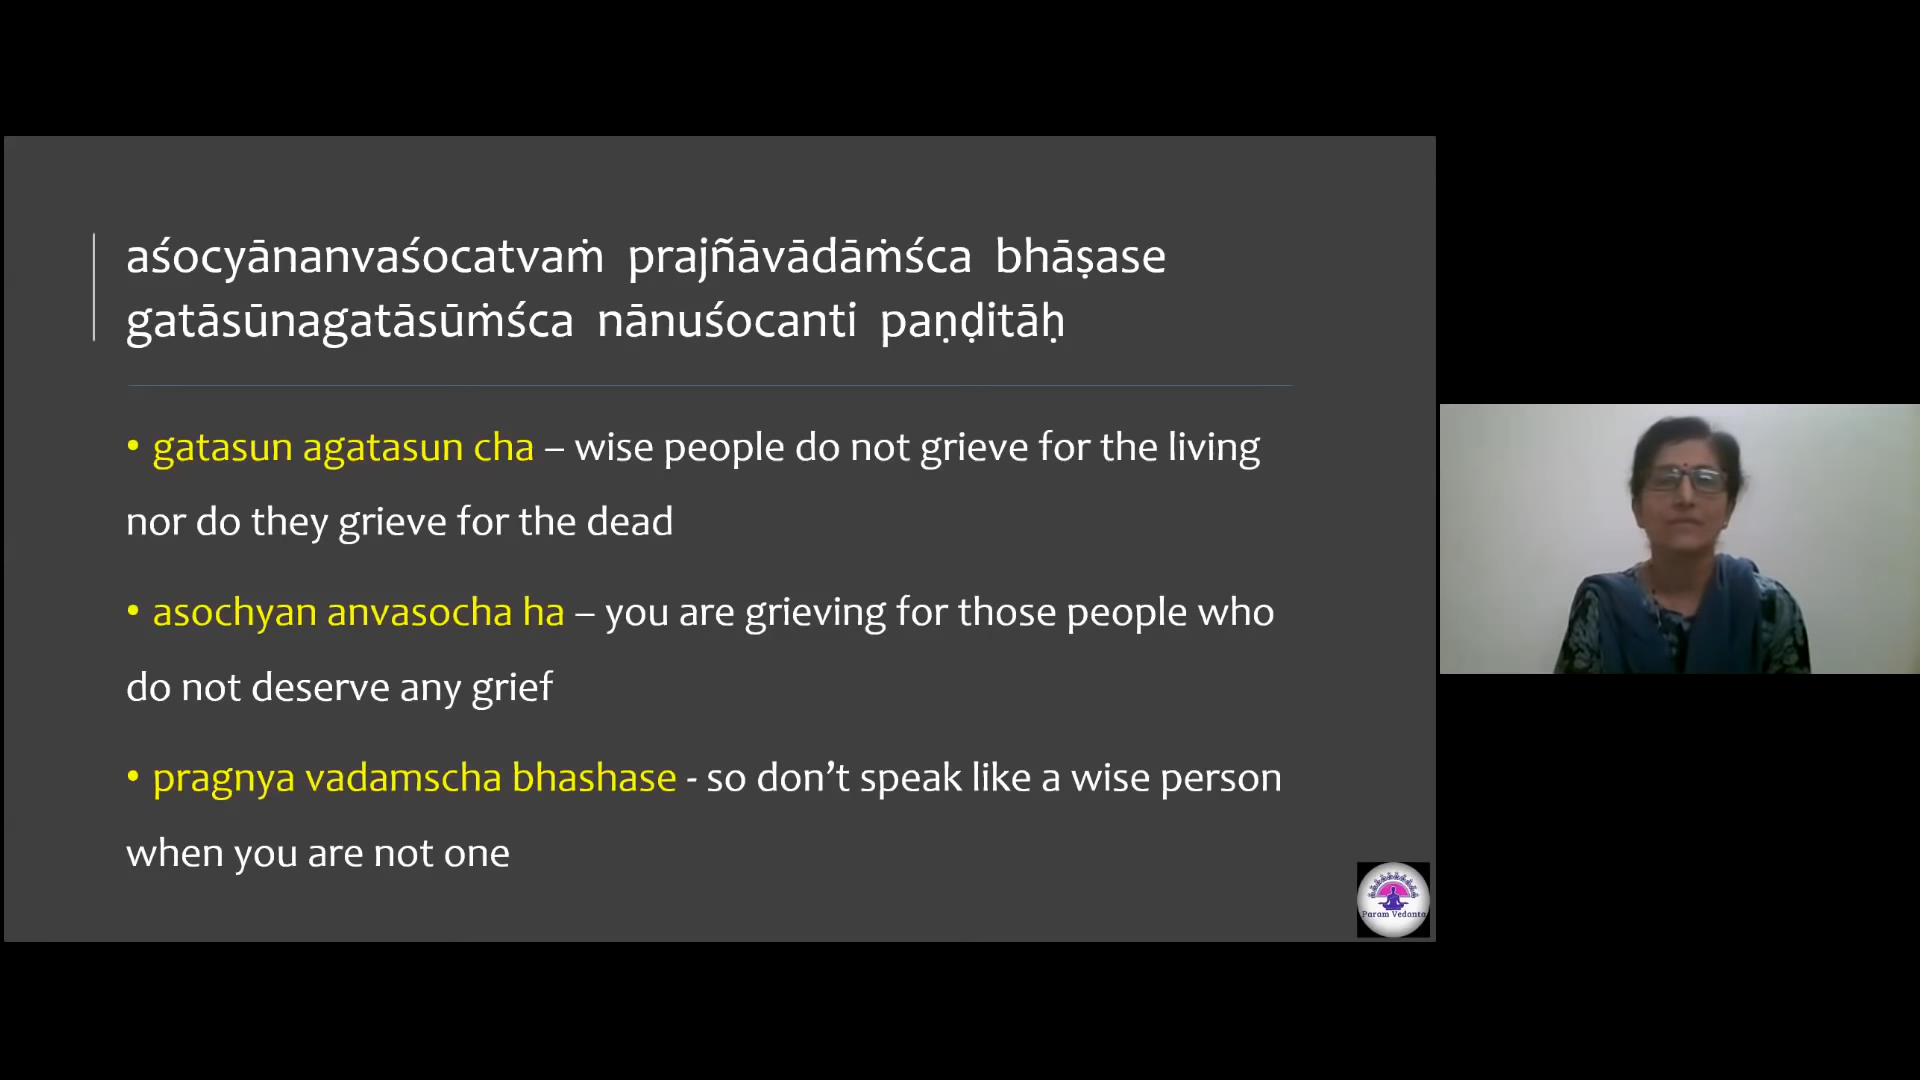 aśocyānanvaśocatvaṁ prajñāvādāṁśca bhāṣase
gatāsūnagatāsūṁśca nānuśocanti paṇḍitāḥ
• gatasun agatasun cha – wise people do not grieve for the living
nor do they grieve for the dead
• asochyan anvasocha ha – you are grieving for those people who
do not deserve any grief
• pragnya vadamscha bhashase - so don’t speak like a wise person
when you are not one
Param Vedanta